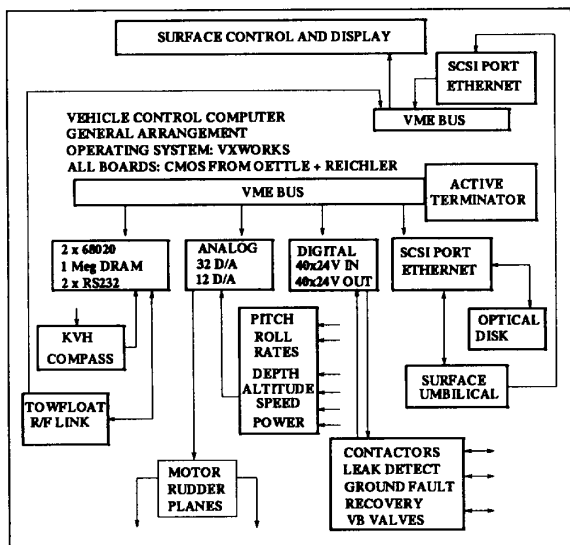 SURFACE CONTROL AND DISPLAY
SCSI PORT
ETHERNET
VME BUS
VEHICLE CONTROL COMPUTER
GENERAL ARRANGEMENT
OPERATING SYSTEM: VXWORKS
ALL BOARDS: CMOS FROM OETTLE + REICHLER
VME BUS
ACTIVE
TERMINATOR
2 x 68020
1 Meg DRAM
2 x RS232
ANALOG
32 D/A
12 D/A
DIGITAL
40x24V IN
40x24V OUT
SCSI PORT
ETHERNET
KVH
COMPASS
PITCH
ROLL
RATES
DEPTH
ALTITUDE
SPEED
POWER
OPTICAL
DISK
SURFACE
UMBILICAL
TOWFLOAT
R/F LINK
MOTOR
RUDDER
PLANES
CONTACTORS
LEAK DETECT
GROUND FAULT
RECOVERY
VB VALVES